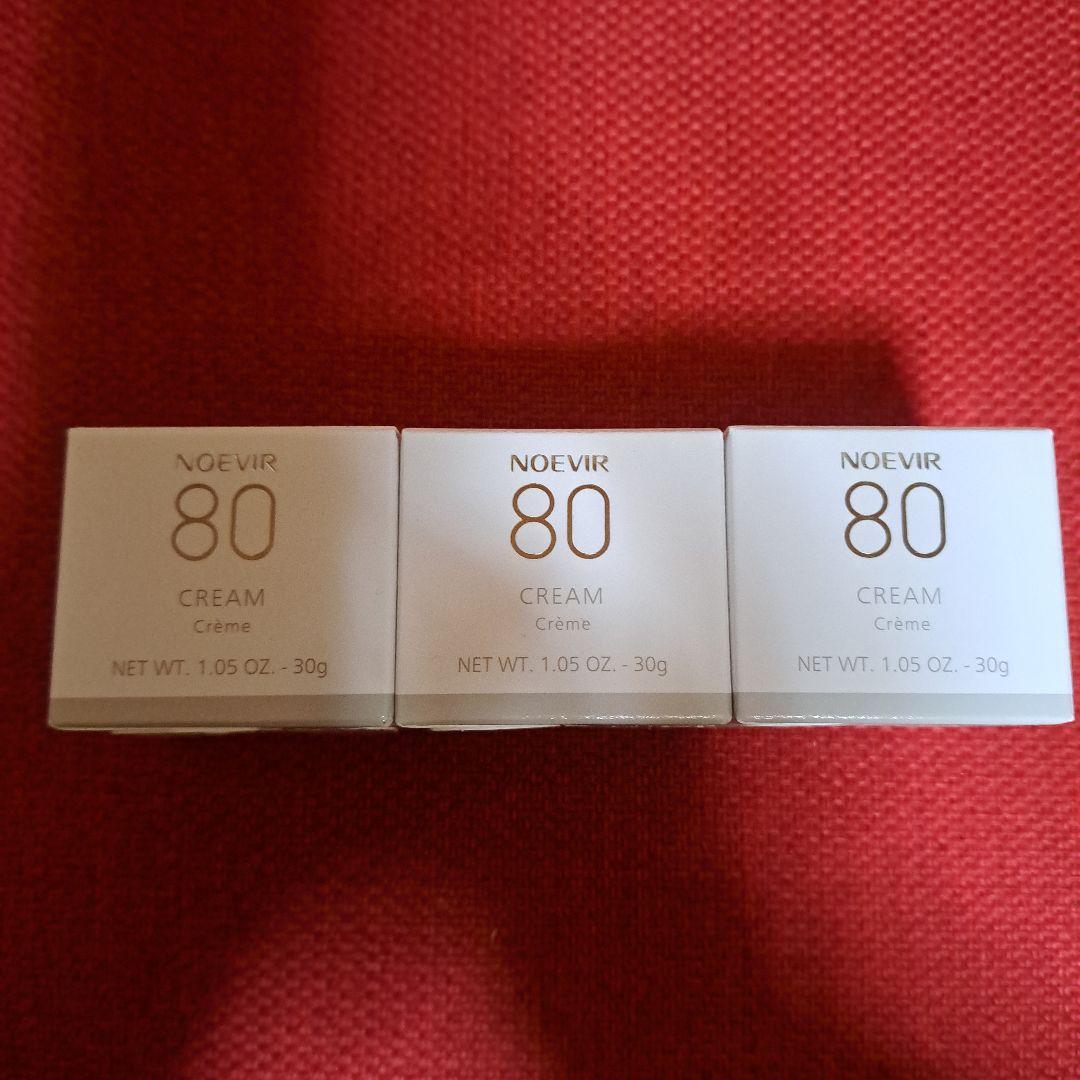 NOEVIR
80
CREAM
Crème
NET WT. 1.05 OZ. - 30g
NOEVIR
80
CREAM
Crème
NET WT. 1.05 OZ. - 30g
NOEVIR
80
CREAM
Crème
NET WT. 1.05 OZ. - 30g